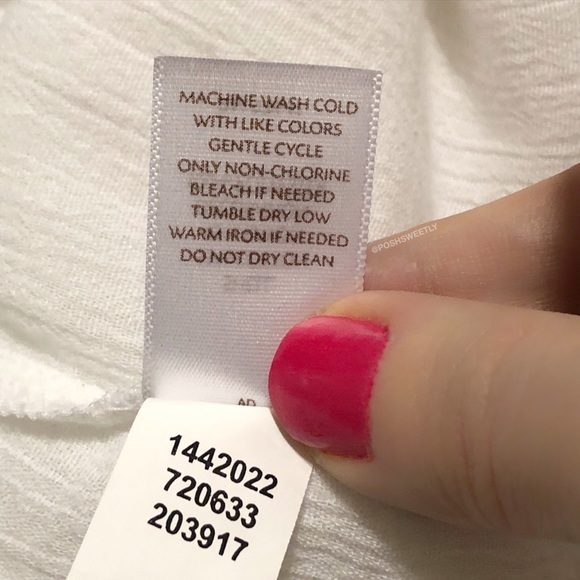 MACHINE WASH COLD
WITH LIKE COLORS
GENTLE CYCLE
ONLY NON-CHLORINE
BLEACH IF NEEDED
TUMBLE DRY LOW
WARM IRON IF NEEDED
DO NOT DRY CLEAN
@POSHSWEETLY
AD
1442022
720633
203917